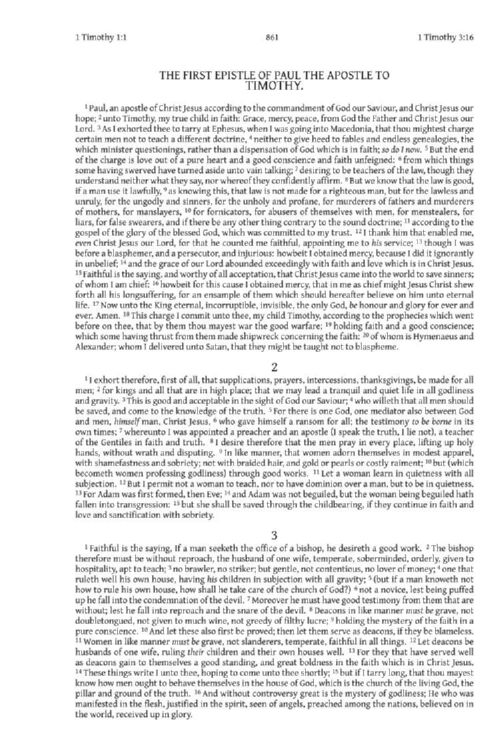 1 Timothy 1:1 861 1 Timothy 3:16
THE FIRST EPISTLE OF PAUL THE APOSTLE TO
TIMOTHY.
1 Paul, an apostle of Christ Jesus according to the commandment of God our Saviour, and Christ Jesus our
hope; 2 unto Timothy, my true child in faith: Grace, mercy, peace, from God the Father and Christ Jesus our
Lord. 3 As I exhorted thee to tarry at Ephesus, when I was going into Macedonia, that thou mightest charge
certain men not to teach a different doctrine, 4 neither to give heed to fables and endless genealogies, the
which minister questionings, rather than a dispensation of God which is in faith; so do I now. 5 But the end
of the charge is love out of a pure heart and a good conscience and faith unfeigned: 6 from which things
some having swerved have turned aside unto vain talking; 7 desiring to be teachers of the law, though they
understand neither what they say, nor whereof they confidently affirm. 8 But we know that the law is good,
if a man use it lawfully, 9 as knowing this, that law is not made for a righteous man, but for the lawless and
unruly, for the ungodly and sinners, for the unholy and profane, for murderers of fathers and murderers
of mothers, for manslayers, 10 for fornicators, for abusers of themselves with men, for menstealers, for
liars, for false swearers, and if there be any other thing contrary to the sound doctrine; 11 according to the
gospel of the glory of the blessed God, which was committed to my trust. 12 I thank him that enabled me,
even Christ Jesus our Lord, for that he counted me faithful, appointing me to his service; 13 though I was
before a blasphemer, and a persecutor, and injurious: howbeit I obtained mercy, because I did it ignorantly
in unbelief; 14 and the grace of our Lord abounded exceedingly with faith and love which is in Christ Jesus.
15 Faithful is the saying, and worthy of all acceptation, that Christ Jesus came into the world to save sinners;
of whom I am chief: 16 howbeit for this cause I obtained mercy, that in me as chief might Jesus Christ shew
forth all his longsuffering, for an ensample of them which should hereafter believe on him unto eternal
life. 17 Now unto the King eternal, incorruptible, invisible, the only God, be honour and glory for ever and
ever. Amen. 18 This charge I commit unto thee, my child Timothy, according to the prophecies which went
before on thee, that by them thou mayest war the good warfare; 19 holding faith and a good conscience;
which some having thrust from them made shipwreck concerning the faith: 20 of whom is Hymenaeus and
Alexander; whom I delivered unto Satan, that they might be taught not to blaspheme.
2
1 I exhort therefore, first of all, that supplications, prayers, intercessions, thanksgivings, be made for all
men; 2 for kings and all that are in high place; that we may lead a tranquil and quiet life in all godliness
and gravity. 3 This is good and acceptable in the sight of God our Saviour; 4 who willeth that all men should
be saved, and come to the knowledge of the truth. 5 For there is one God, one mediator also between God
and men, himself man, Christ Jesus, 6 who gave himself a ransom for all; the testimony to be borne in its
own times; 7 whereunto I was appointed a preacher and an apostle (I speak the truth, I lie not), a teacher
of the Gentiles in faith and truth. 8 I desire therefore that the men pray in every place, lifting up holy
hands, without wrath and disputing. 9 In like manner, that women adorn themselves in modest apparel,
with shamefastness and sobriety; not with braided hair, and gold or pearls or costly raiment; 10 but (which
becometh women professing godliness) through good works. 11 Let a woman learn in quietness with all
subjection. 12 But I permit not a woman to teach, nor to have dominion over a man, but to be in quietness.
13 For Adam was first formed, then Eve; 14 and Adam was not beguiled, but the woman being beguiled hath
fallen into transgression: 15 but she shall be saved through the childbearing, if they continue in faith and
love and sanctification with sobriety.
3
1 Faithful is the saying, If a man seeketh the office of a bishop, he desireth a good work. 2 The bishop
therefore must be without reproach, the husband of one wife, temperate, soberminded, orderly, given to
hospitality, apt to teach; 3 no brawler, no striker; but gentle, not contentious, no lover of money; 4 one that
ruleth well his own house, having his children in subjection with all gravity; 5 (but if a man knoweth not
how to rule his own house, how shall he take care of the church of God?) 6 not a novice, lest being puffed
up he fall into the condemnation of the devil. 7 Moreover he must have good testimony from them that are
without; lest he fall into reproach and the snare of the devil. 8 Deacons in like manner must be grave, not
doubletongued, not given to much wine, not greedy of filthy lucre; 9 holding the mystery of the faith in a
pure conscience. 10 And let these also first be proved; then let them serve as deacons, if they be blameless.
11 Women in like manner must be grave, not slanderers, temperate, faithful in all things. 12 Let deacons be
husbands of one wife, ruling their children and their own houses well. 13 For they that have served well
as deacons gain to themselves a good standing, and great boldness in the faith which is in Christ Jesus.
14 These things write I unto thee, hoping to come unto thee shortly; 15 but if I tarry long, that thou mayest
know how men ought to behave themselves in the house of God, which is the church of the living God, the
pillar and ground of the truth. 16 And without controversy great is the mystery of godliness; He who was
manifested in the flesh, justified in the spirit, seen of angels, preached among the nations, believed on in
the world, received up in glory.